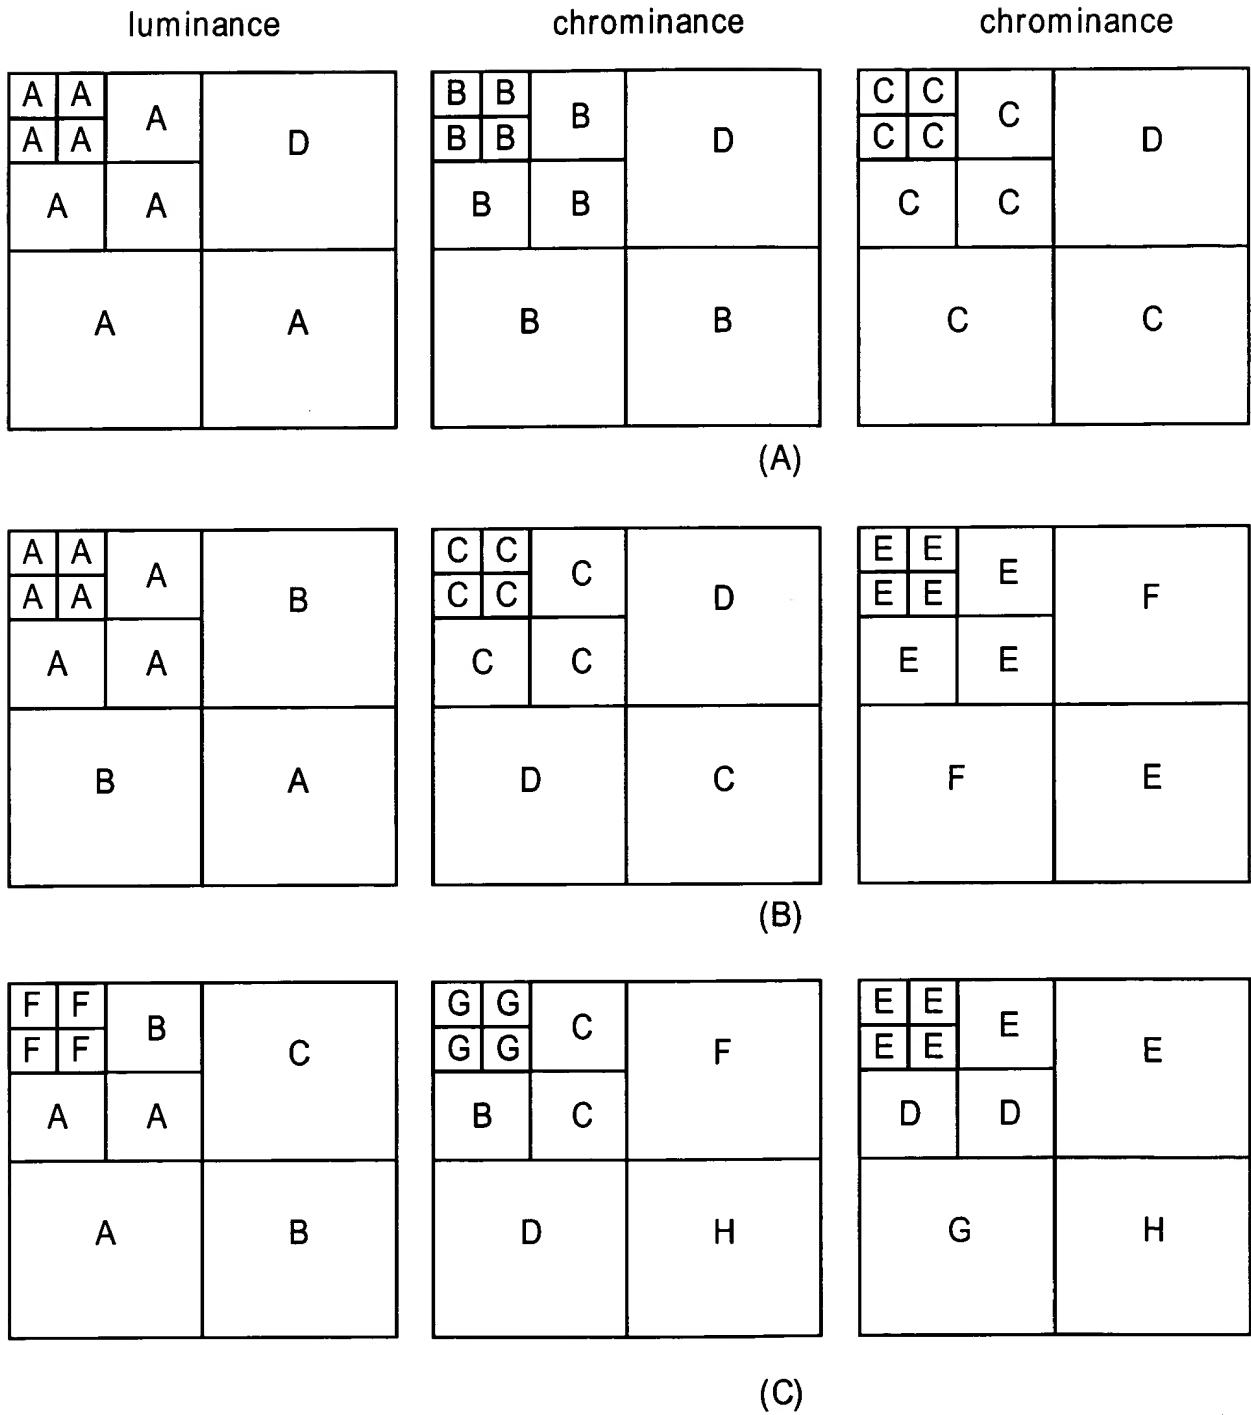 luminance chrominance chrominance
A A A D B B B D C C C D
A A B B C C
A A B B C C
A A B B C C
(A)
A A A B C C C D E E E F
A A C C E E
A A C C E E
B A D C F E
(B)
F F B C G G C F E E E E
F F G G E E
A A B C D D
A B D H G H
(C)